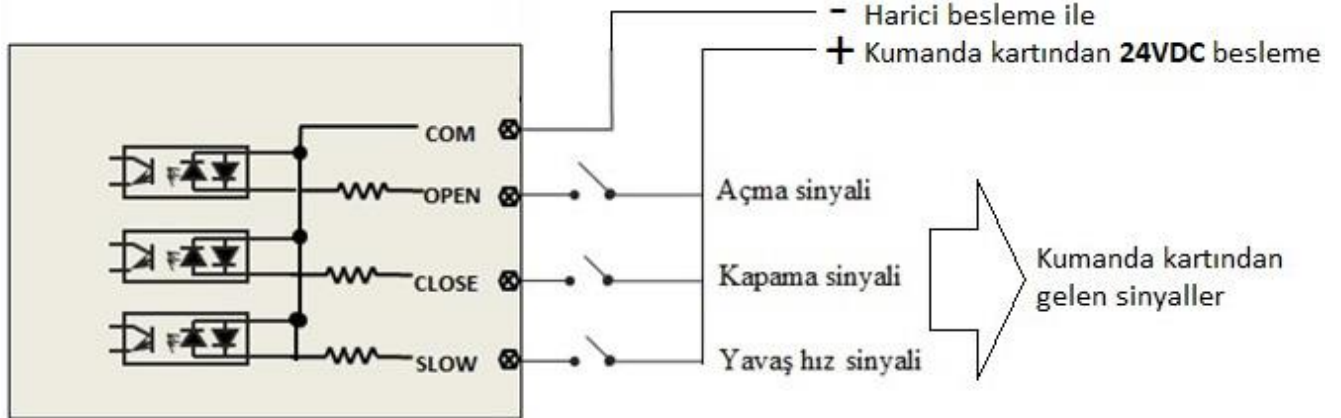 - Harici besleme ile
+ Kumanda kartından 24VDC besleme
COM
OPEN
Açma sinyali
CLOSE
Kapama sinyali
SLOW
Yavaş hız sinyali
Kumanda kartından
gelen sinyaller